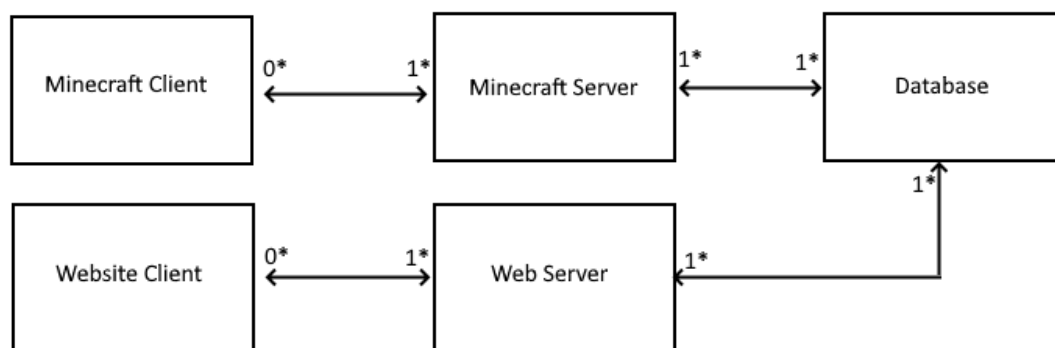 Minecraft Client
0*
1*
Minecraft Server
1*
1*
Database
1*
Website Client
0*
1*
Web Server
1*